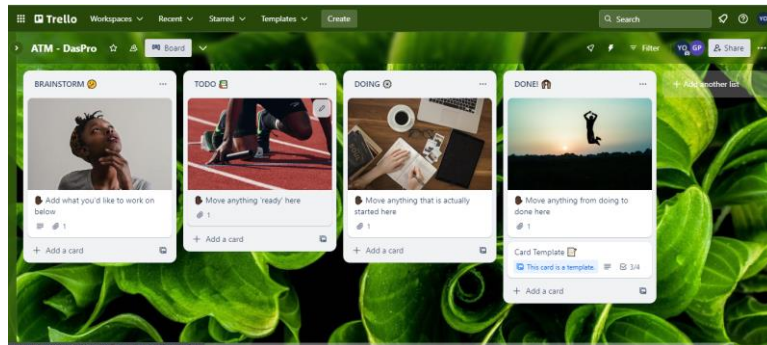 Trello Workspaces Recent Starred Templates Create Search
ATM - DasPro Board Filter YO GP Share
BRAINSTORM
Add what you'd like to work on
below
1
+ Add a card
TODO
Move anything 'ready' here
1
+ Add a card
DOING
Move anything that is actually
started here
1
+ Add a card
DONE!
Move anything from doing to
done here
1
Card Template
This card is a template. 3/4
+ Add a card
+ Add another list